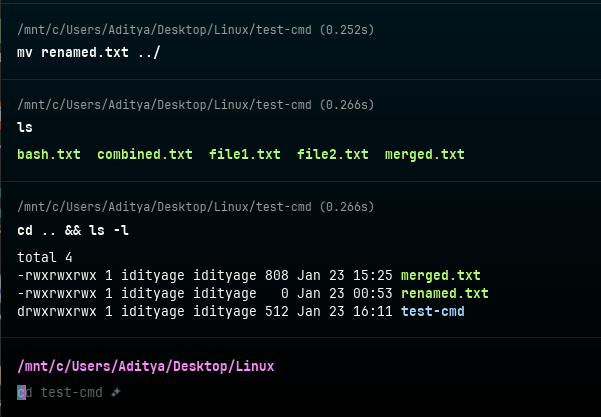 /mnt/c/Users/Aditya/Desktop/Linux/test-cmd (0.252s)
mv renamed.txt ../
/mnt/c/Users/Aditya/Desktop/Linux/test-cmd (0.266s)
ls
bash.txt  combined.txt  file1.txt  file2.txt  merged.txt
/mnt/c/Users/Aditya/Desktop/Linux/test-cmd (0.266s)
cd .. && ls -l
total 4
-rwxrwxrwx 1 idityage idityage 808 Jan 23 15:25 merged.txt
-rwxrwxrwx 1 idityage idityage   0 Jan 23 00:53 renamed.txt
drwxrwxrwx 1 idityage idityage 512 Jan 23 16:11 test-cmd
/mnt/c/Users/Aditya/Desktop/Linux
cd test-cmd